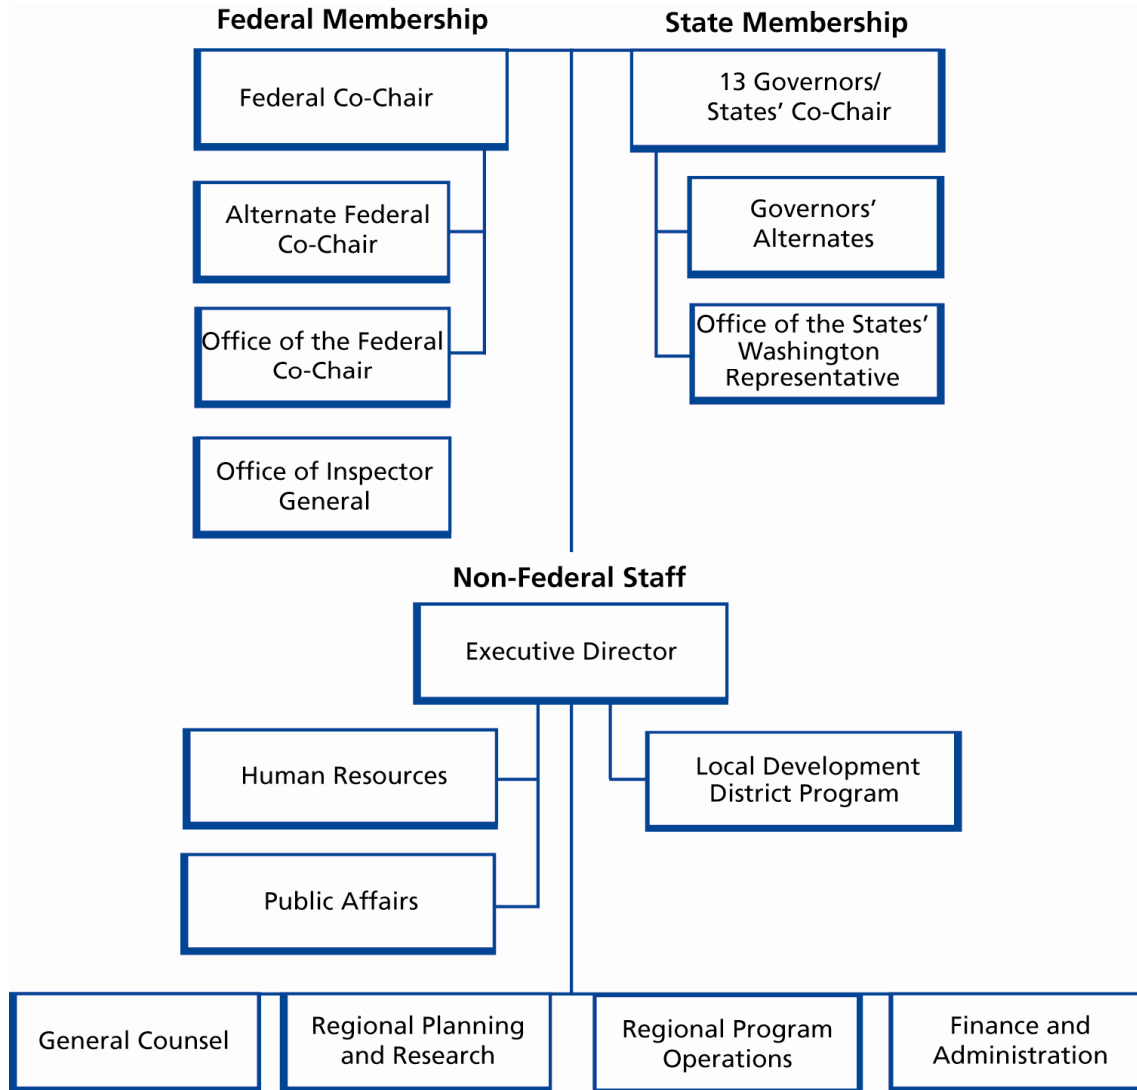 Federal Membership
State Membership
Federal Co-Chair
13 Governors/
States’ Co-Chair
Alternate Federal
Co-Chair
Governors’
Alternates
Office of the Federal
Co-Chair
Office of the States’
Washington
Representative
Office of Inspector
General
Non-Federal Staff
Executive Director
Human Resources
Local Development
District Program
Public Affairs
General Counsel
Regional Planning
and Research
Regional Program
Operations
Finance and
Administration